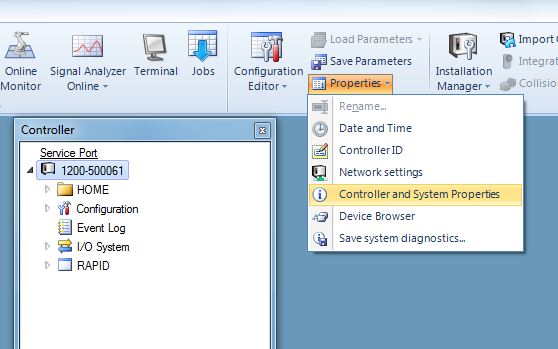 Online Monitor
Signal Analyzer Online
Terminal
Jobs
Configuration Editor
Load Parameters
Save Parameters
Properties
Installation Manager
Import
Collision
Rename...
Date and Time
Controller ID
Network settings
Controller and System Properties
Device Browser
Save system diagnostics...
Controller
Service Port
1200-500061
HOME
Configuration
Event Log
I/O System
RAPID